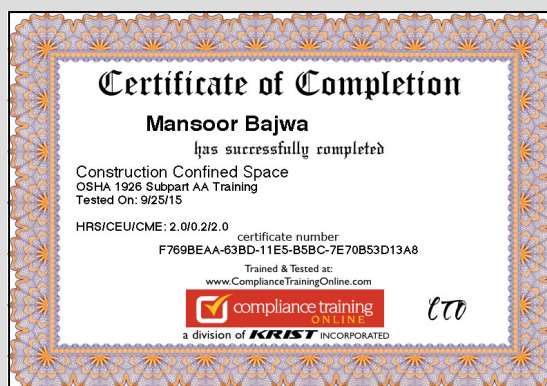 Certificate of Completion
Mansoor Bajwa
has successfully completed
Construction Confined Space
OSHA 1926 Subpart AA Training
Tested On: 9/25/15
HRS/CEU/CME: 2.0/0.2/2.0
certificate number
F769BEAA-63BD-11E5-B5BC-7E70B53D13A8
Trained & Tested at:
www.ComplianceTrainingOnline.com
compliance training
ONLINE
CTO
a division of KRIST INCORPORATED